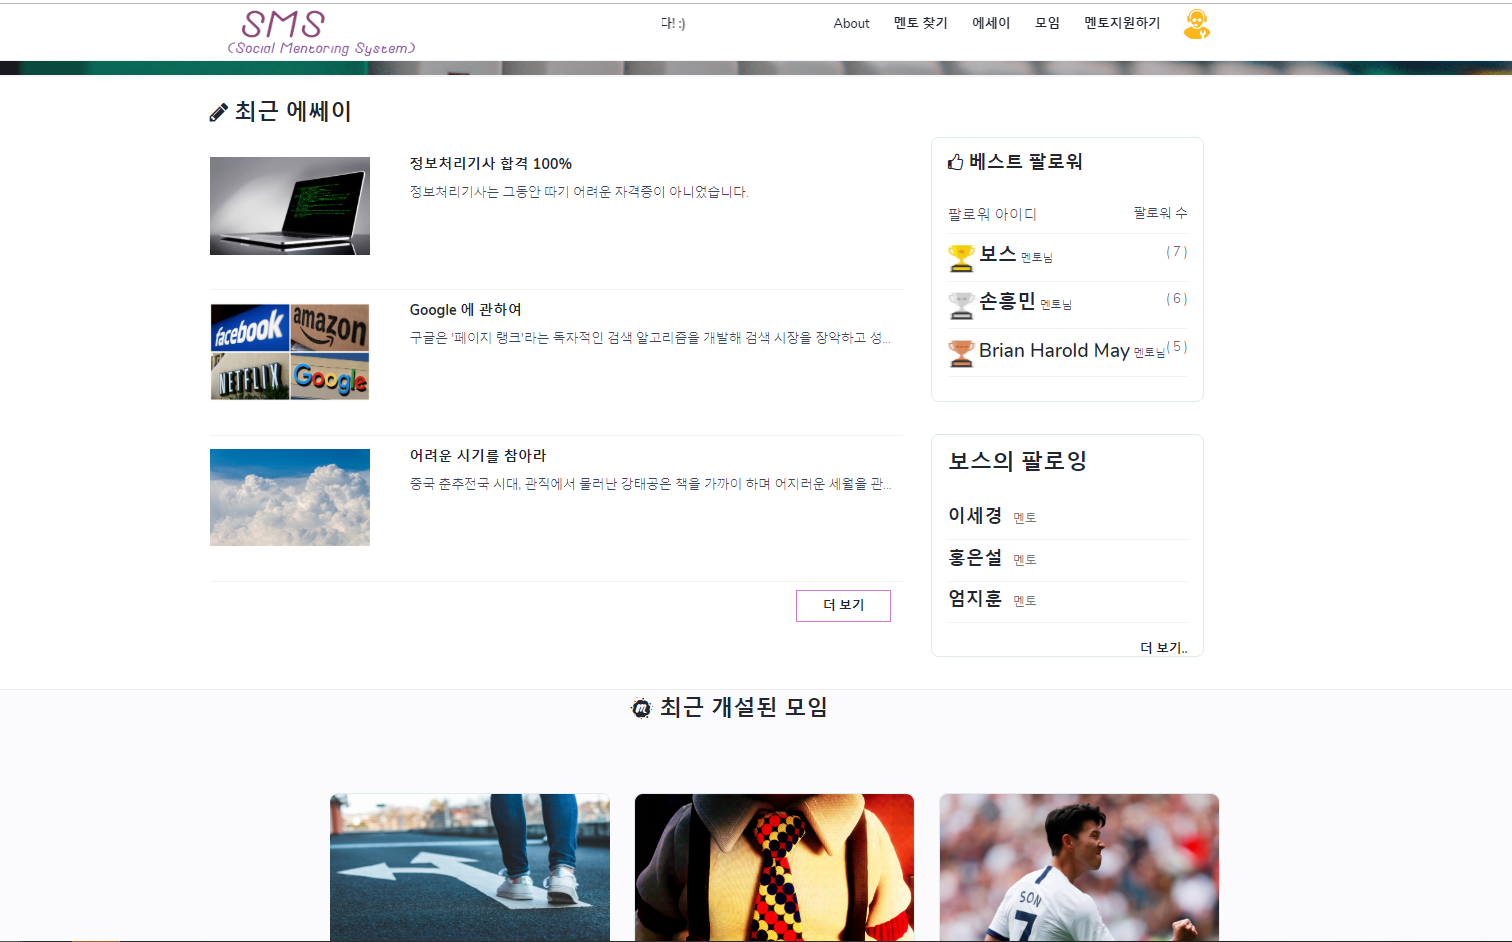 SMS
(Social Mentoring System)
다! :)
About
멘토 찾기
에세이
모임
멘토지원하기
최근 에쎄이
정보처리기사 합격 100%
정보처리기사는 그동안 따기 어려운 자격증이 아니었습니다.
facebook
amazon
NETFLIX
Google
Google 에 관하여
구글은 '페이지 랭크'라는 독자적인 검색 알고리즘을 개발해 검색 시장을 장악하고 성...
어려운 시기를 참아라
중국 춘추전국 시대, 관직에서 물러난 강태공은 책을 가까이 하며 어지러운 세월을 관...
더 보기
베스트 팔로워
팔로워 아이디 팔로워 수
보스 멘토님 ( 7 )
손흥민 멘토님 ( 6 )
Brian Harold May 멘토님 ( 5 )
보스의 팔로잉
이세경 멘토
홍은설 멘토
엄지훈 멘토
더 보기..
최근 개설된 모임
SON
7